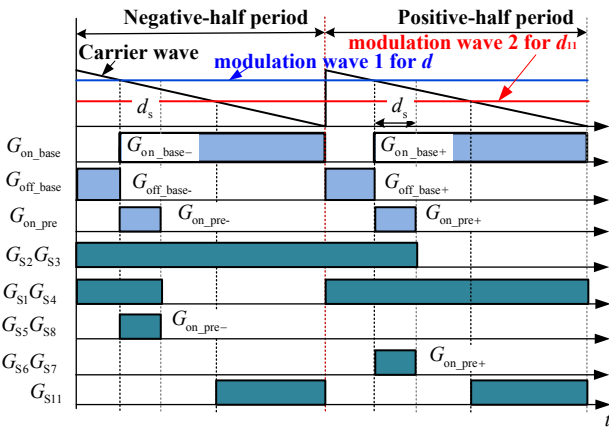 Negative-half period Positive-half period
Carrier wave modulation wave 1 for d modulation wave 2 for d11
ds ds
Gon_base Gon_base− Gon_base+
Goff_base Goff_base- Goff_base+
Gon_pre Gon_pre- Gon_pre+
GS2GS3
GS1GS4
GS5GS8 Gon_pre−
GS6GS7 Gon_pre+
GS11
t